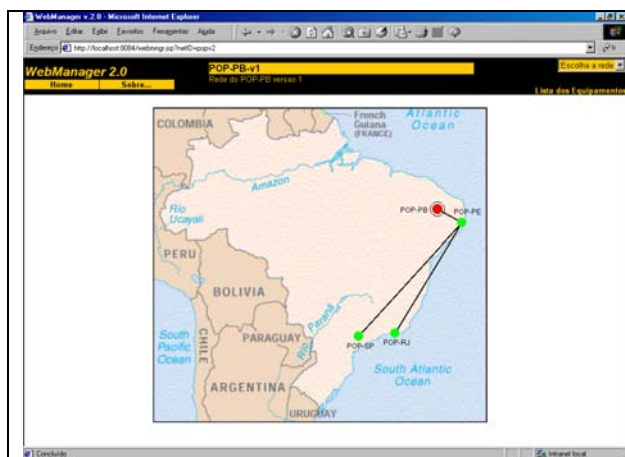 WebManager v.2.0 - Microsoft Internet Explorer
Arquivo Editar Exibir Favoritos Ferramentas Ajuda
Endereço http://localhost:8084/webmngr.jsp?netID=popv2
WebManager 2.0
POP-PB-v1
Escolha a rede
Rede do POP-PB versao 1
Home Sobre...
Lista dos Equipamentos
COLOMBIA
French
Guiana
(FRANCE)
Atlantic
Ocean
Amazon
Río
Ucayali
POP-PB
POP-PE
PERU
BOLIVIA
South
Pacific
Ocean
CHILE
PARAGUAY
Rio Paraná
POP-SP
POP-RJ
South Atlantic
Ocean
ARGENTINA
URUGUAY
Concluído
Intranet local